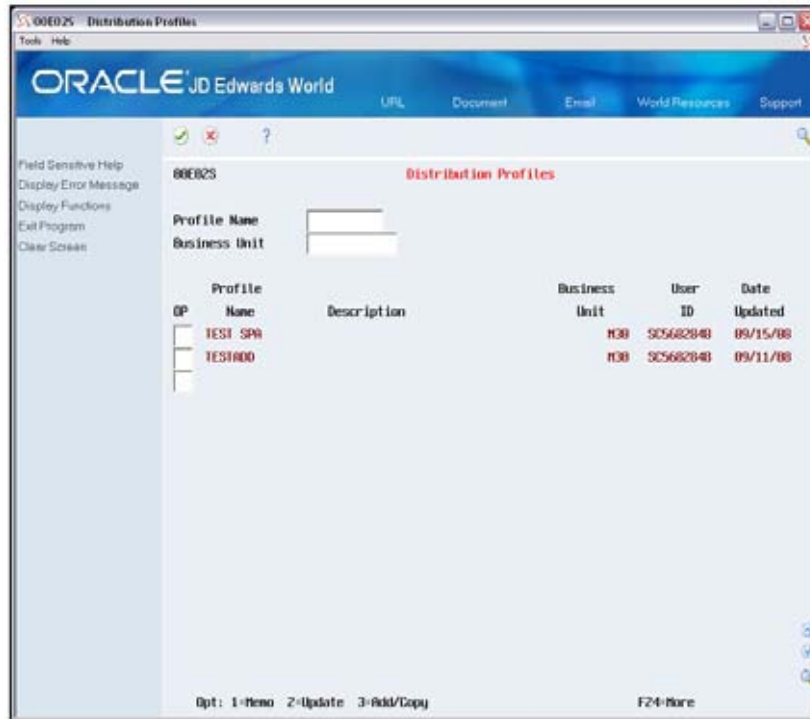 00E02S Distribution Profiles
Tools Help
ORACLE JD Edwards World
URL Document Email World Resources Support
?
Field Sensitive Help
Display Error Message
Display Functions
Exit Program
Clear Screen
00E02S Distribution Profiles
Profile Name
Business Unit
Profile Business User Date
OP Name Description Unit ID Updated
TEST SPA M30 SC5682848 09/15/08
TESTADD M30 SC5682848 09/11/08
Opt: 1=Memo 2=Update 3=Add/Copy F24=More